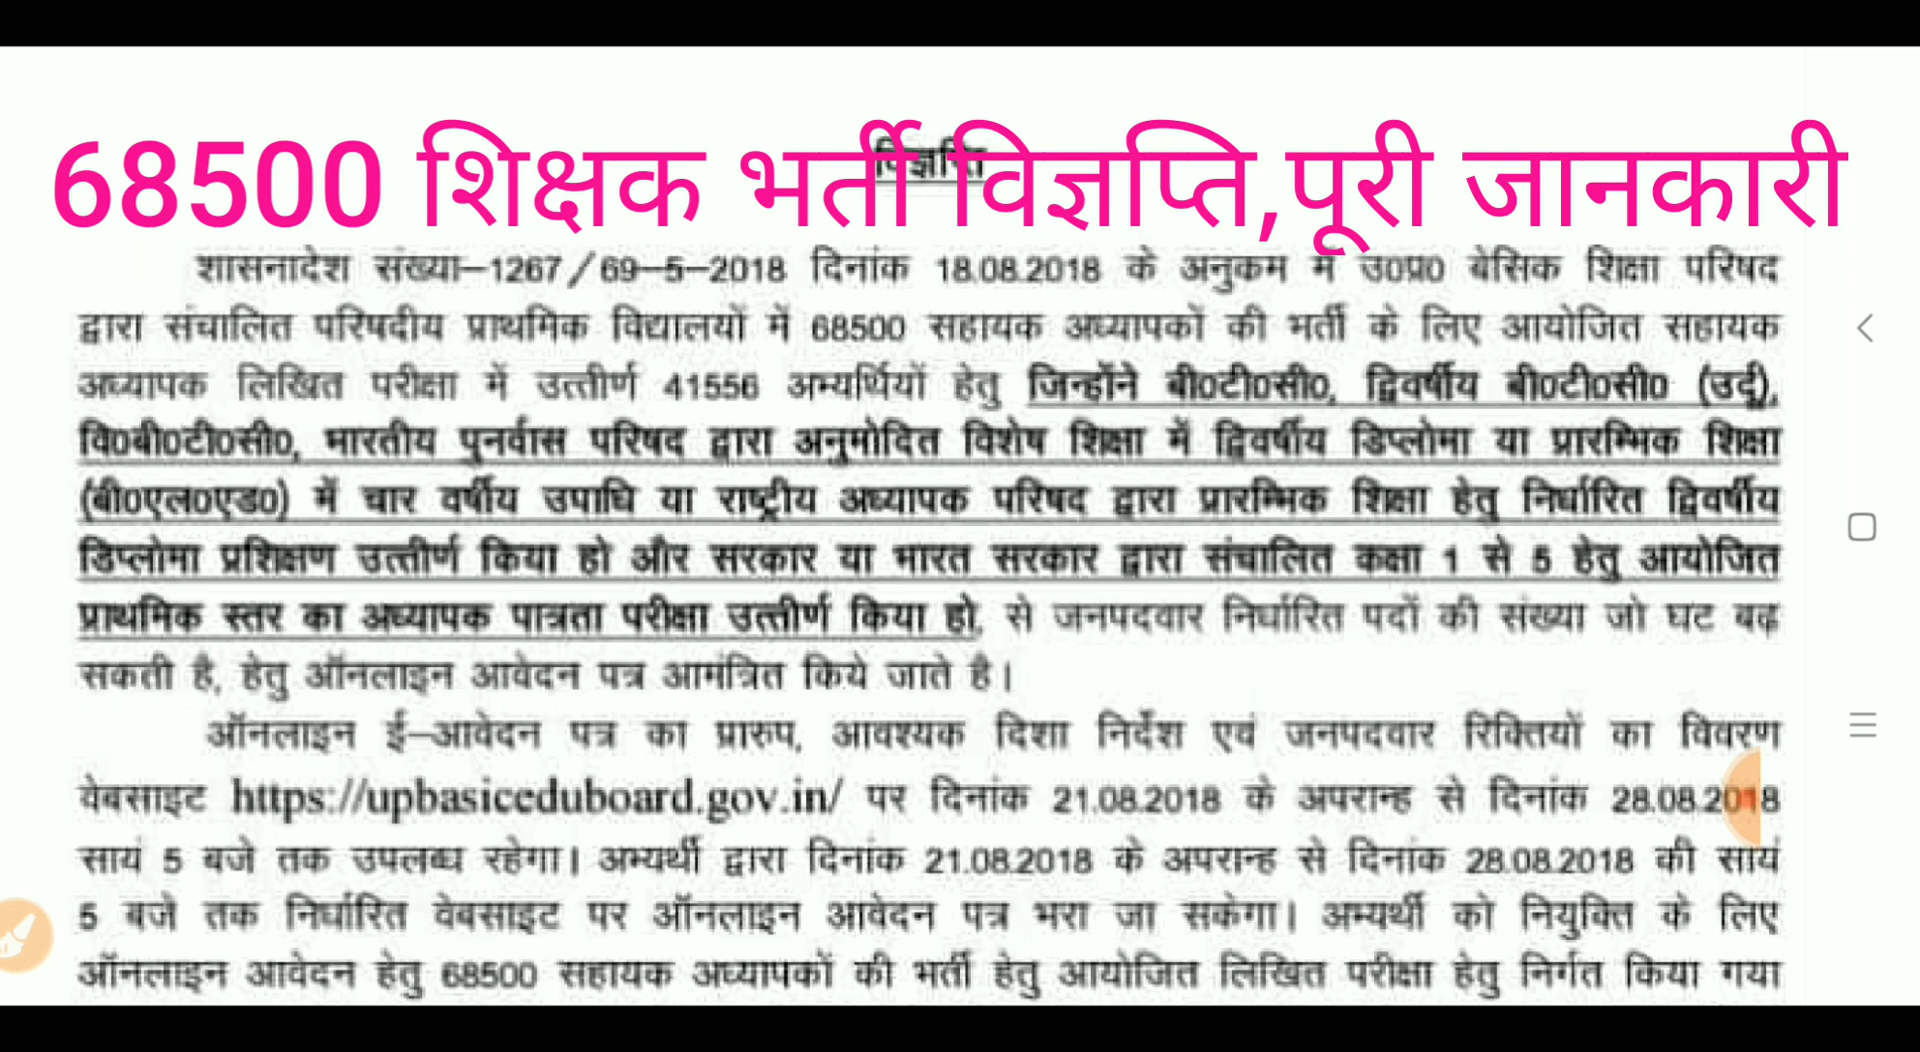 68500 शिक्षक भर्ती विज्ञप्ति,पूरी जानकारी
विज्ञप्ति
शासनादेश संख्या–1267/69–5–2018 दिनांक 18.08.2018 के अनुक्रम में उ0प्र0 बेसिक शिक्षा परिषद
द्वारा संचालित परिषदीय प्राथमिक विद्यालयों में 68500 सहायक अध्यापकों की भर्ती के लिए आयोजित सहायक
अध्यापक लिखित परीक्षा में उत्तीर्ण 41556 अभ्यर्थियों हेतु जिन्होंने बी0टी0सी0, द्विवर्षीय बी0टी0सी0 (उर्दू),
वि0बी0टी0सी0, भारतीय पुनर्वास परिषद द्वारा अनुमोदित विशेष शिक्षा में द्विवर्षीय डिप्लोमा या प्रारम्भिक शिक्षा
(बी0एल0एड0) में चार वर्षीय उपाधि या राष्ट्रीय अध्यापक परिषद द्वारा प्रारम्भिक शिक्षा हेतु निर्धारित द्विवर्षीय
डिप्लोमा प्रशिक्षण उत्तीर्ण किया हो और सरकार या भारत सरकार द्वारा संचालित कक्षा 1 से 5 हेतु आयोजित
प्राथमिक स्तर का अध्यापक पात्रता परीक्षा उत्तीर्ण किया हो, से जनपदवार निर्धारित पदों की संख्या जो घट बढ़
सकती है, हेतु ऑनलाइन आवेदन पत्र आमंत्रित किये जाते है।
ऑनलाइन ई–आवेदन पत्र का प्रारुप, आवश्यक दिशा निर्देश एवं जनपदवार रिक्तियों का विवरण
वेबसाइट https://upbasiceduboard.gov.in/ पर दिनांक 21.08.2018 के अपरान्ह से दिनांक 28.08.2018
सायं 5 बजे तक उपलब्ध रहेगा। अभ्यर्थी द्वारा दिनांक 21.08.2018 के अपरान्ह से दिनांक 28.08.2018 की सायं
5 बजे तक निर्धारित वेबसाइट पर ऑनलाइन आवेदन पत्र भरा जा सकेगा। अभ्यर्थी को नियुक्ति के लिए
ऑनलाइन आवेदन हेतु 68500 सहायक अध्यापकों की भर्ती हेतु आयोजित लिखित परीक्षा हेतु निर्गत किया गया